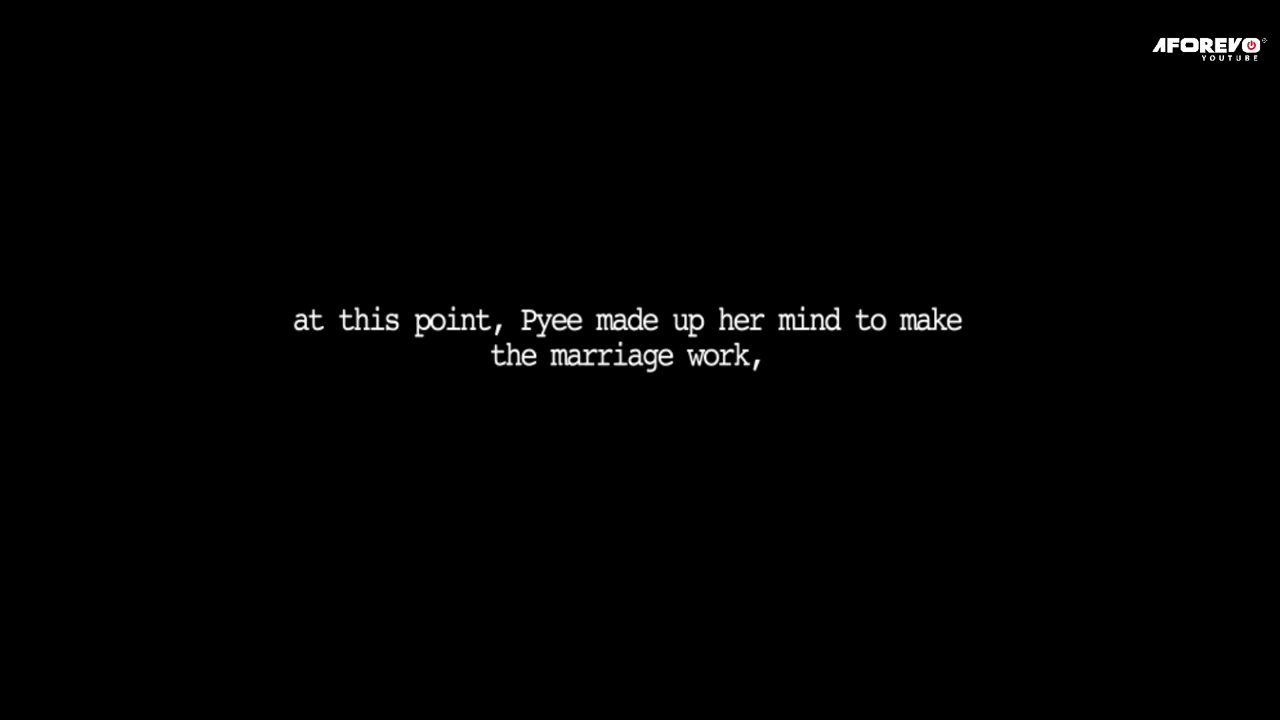 AFOREVO
YOUTUBE
at this point, Pyee made up her mind to make
the marriage work,